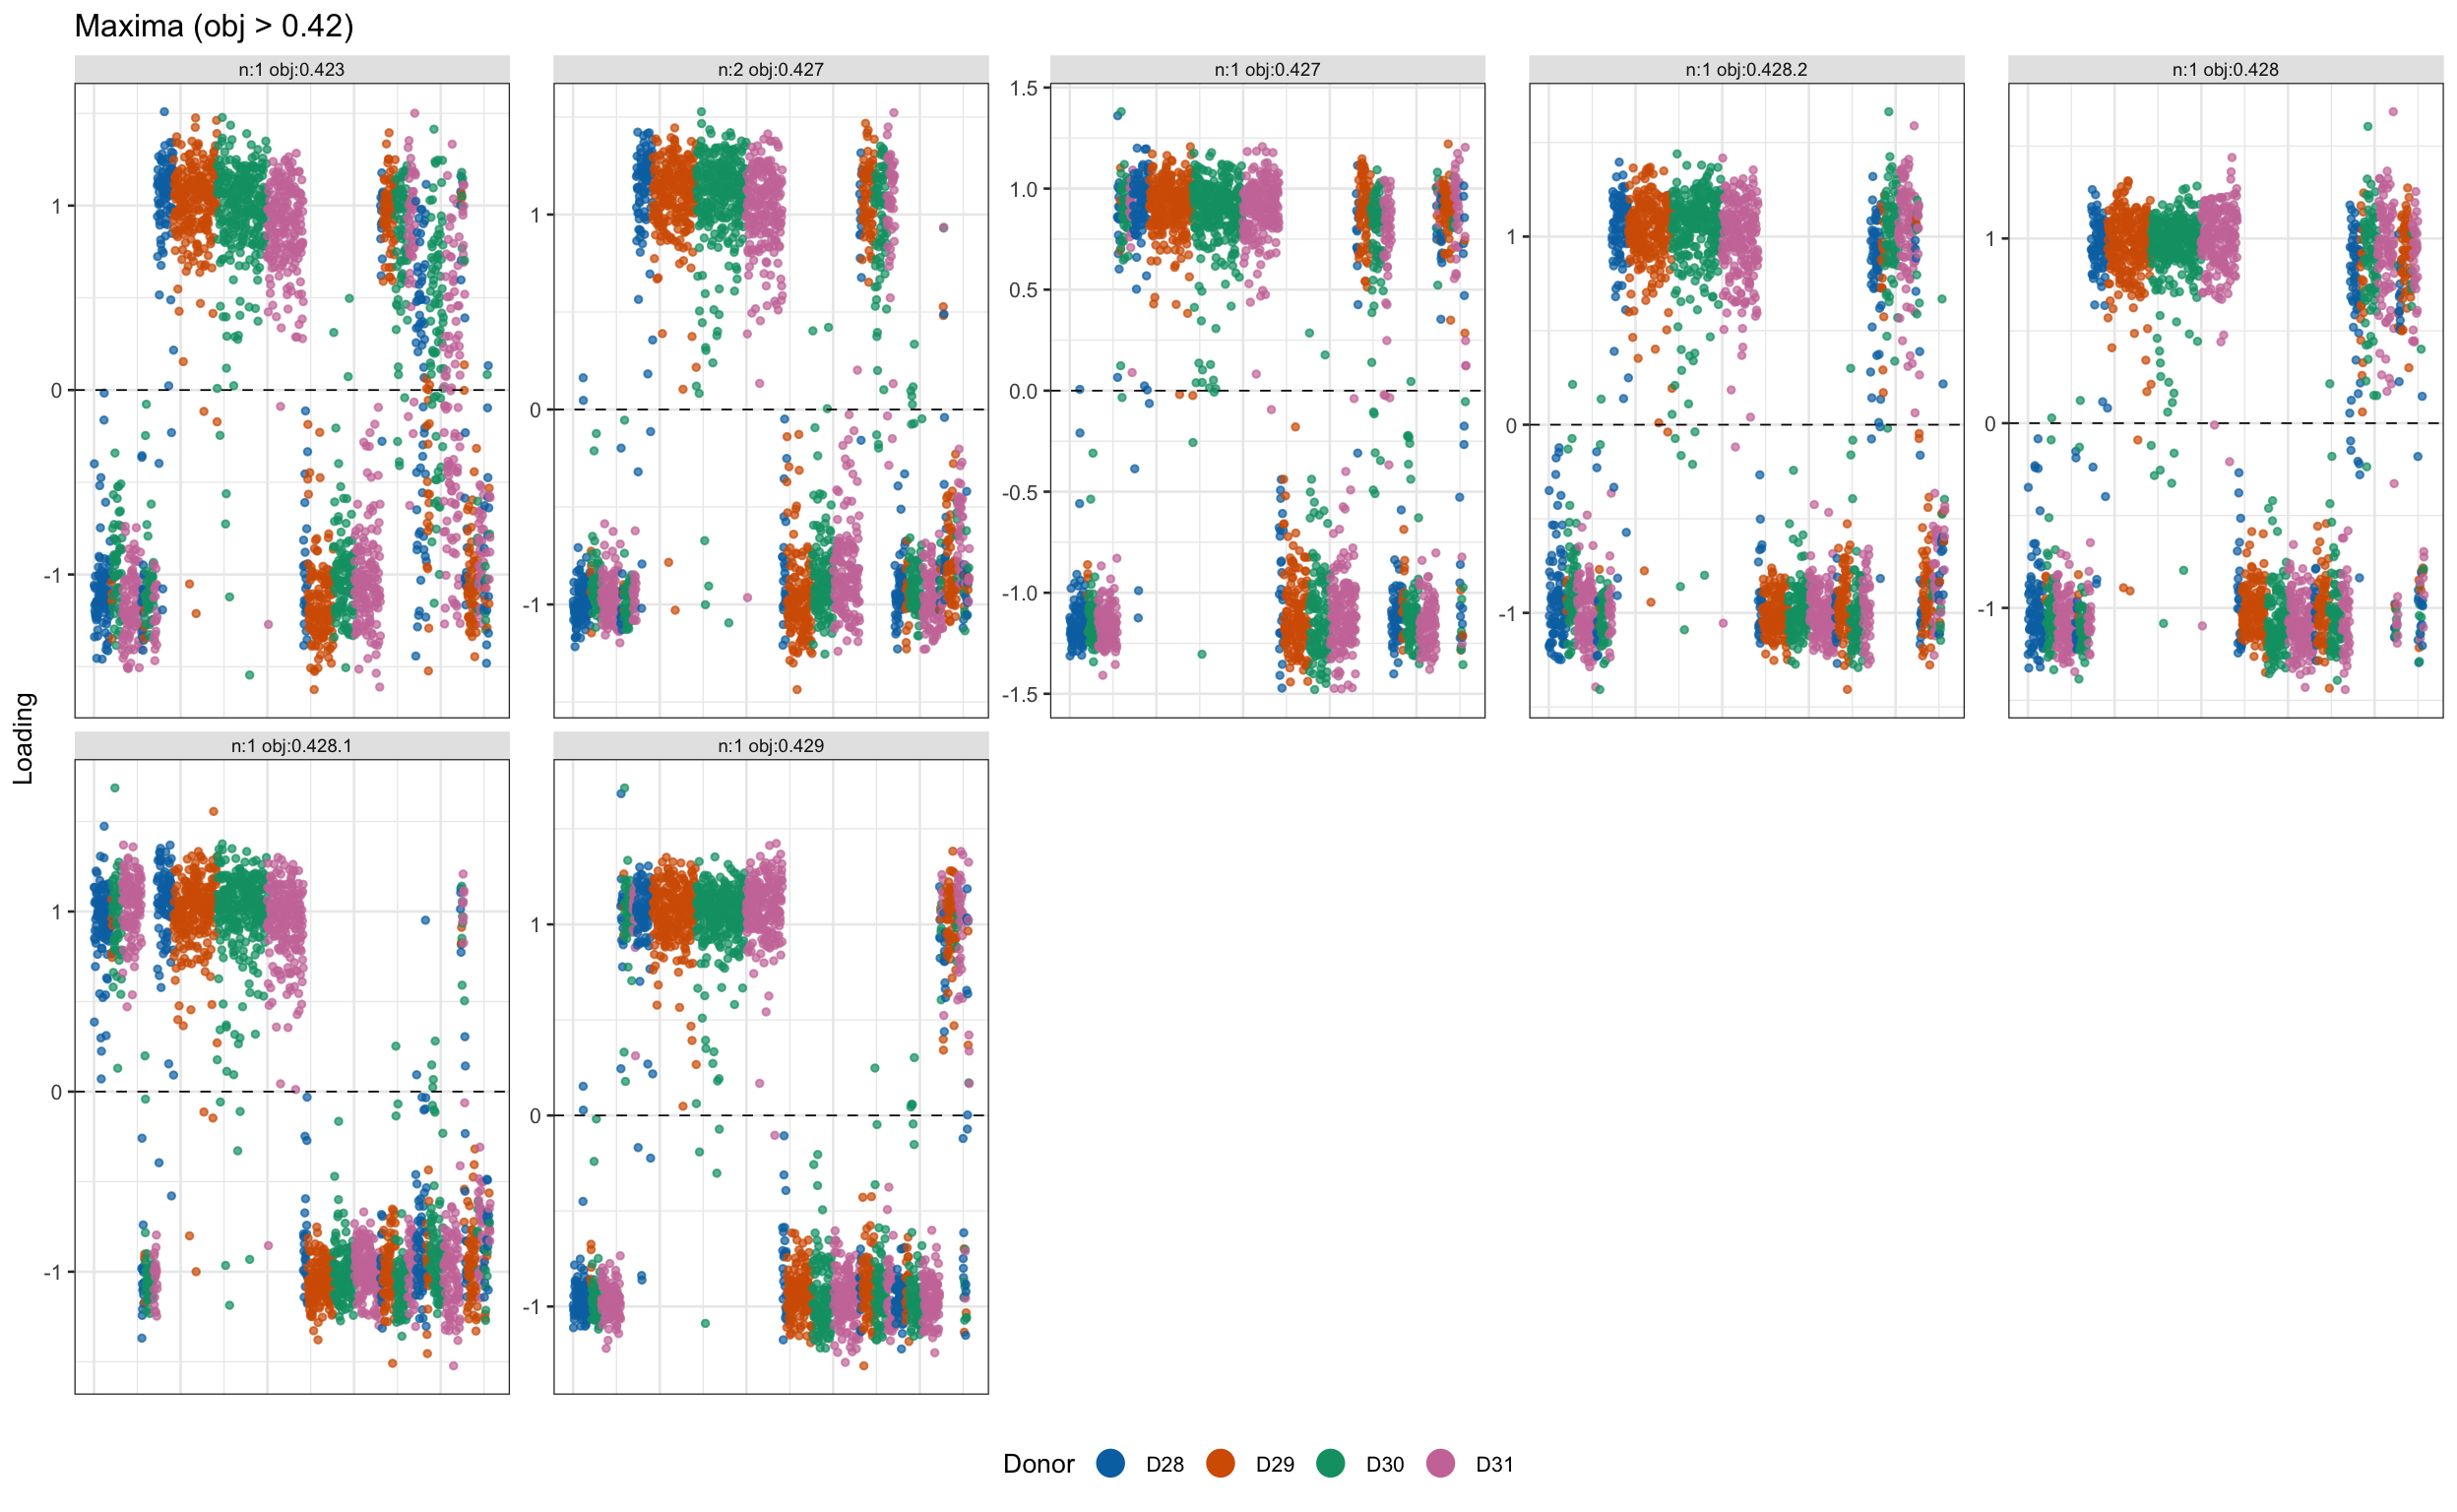 Maxima (obj > 0.42)
n:1 obj:0.423
n:2 obj:0.427
n:1 obj:0.427
n:1 obj:0.428.2
n:1 obj:0.428
1
0
-1
1
0
-1
1.5
1.0
0.5
0.0
-0.5
-1.0
-1.5
1
0
-1
1
0
-1
Loading
n:1 obj:0.428.1
n:1 obj:0.429
1
0
-1
1
0
-1
Donor D28 D29 D30 D31